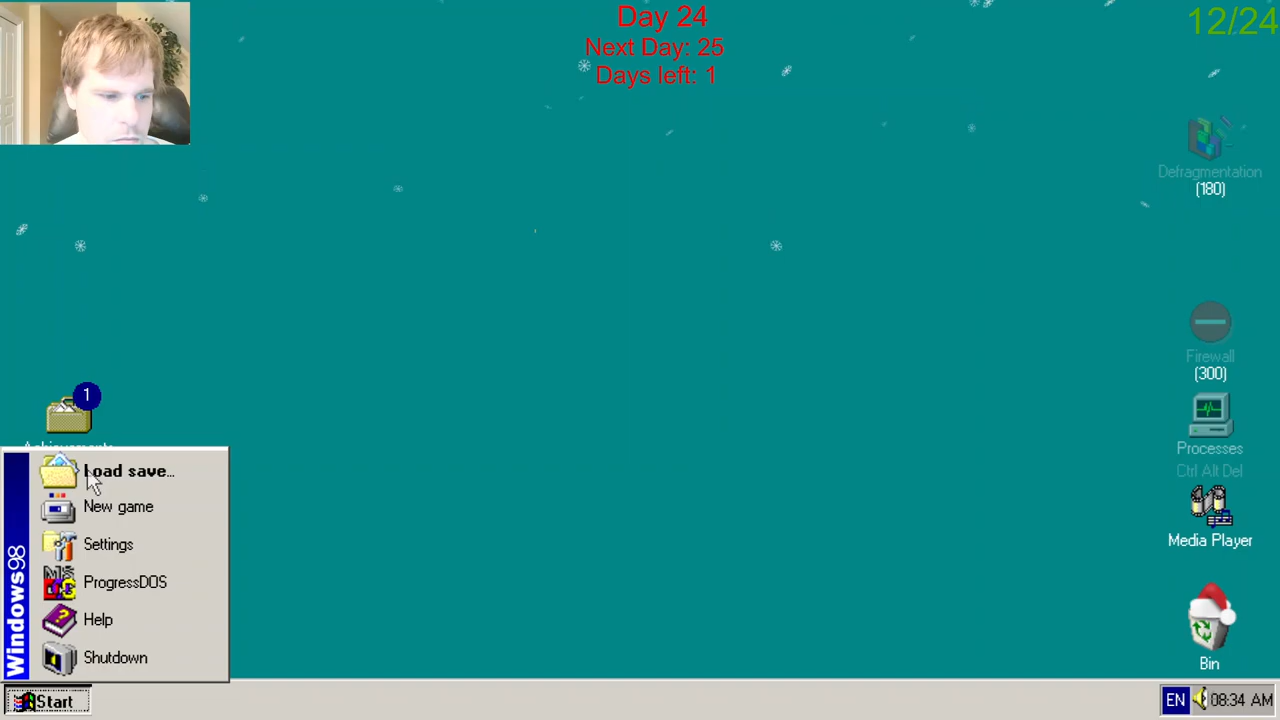 Day 24
Next Day: 25
Days left: 1
12/24
Defragmentation
(180)
Firewall
(300)
1
Achievements
Processes
Ctrl Alt Del
Load save...
New game
Settings
ProgressDOS
Help
Shutdown
Windows98
Media Player
Bin
Start
EN
08:34 AM